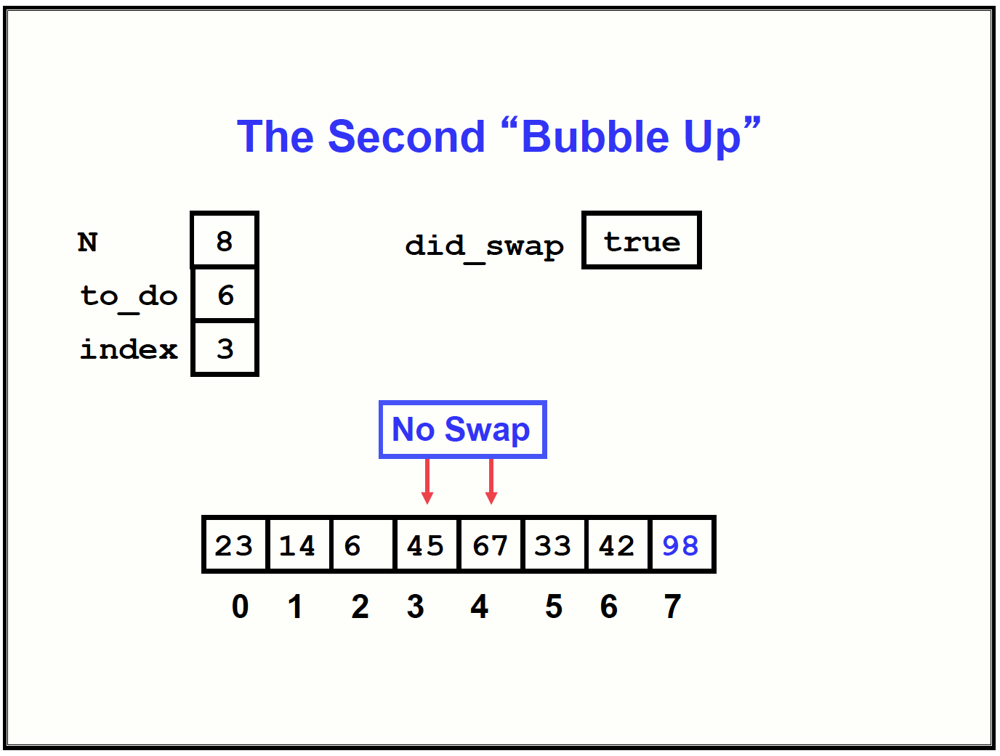 The Second “Bubble Up”
N 8 did_swap true
to_do 6
index 3
No Swap
23 14 6 45 67 33 42 98
0 1 2 3 4 5 6 7